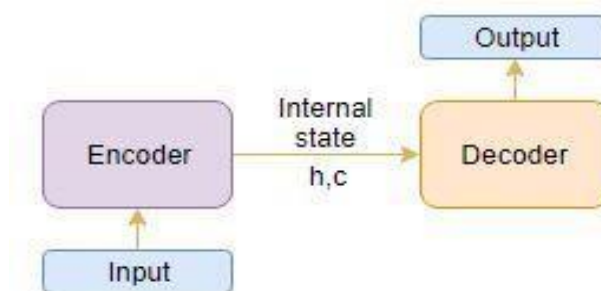 Output
Internal
state
Encoder
Decoder
h,c
Input